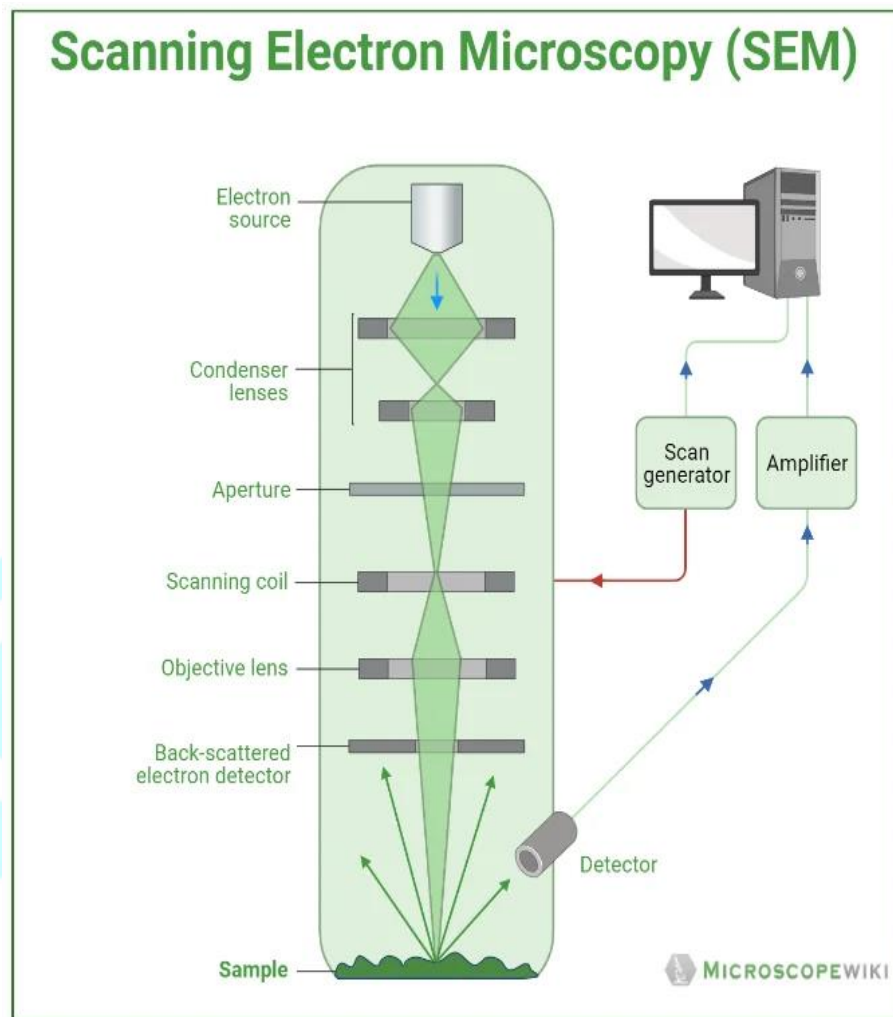 Scanning Electron Microscopy (SEM)
Electron
source
Condenser
lenses
Aperture
Scanning coil
Objective lens
Back-scattered
electron detector
Sample
Scan
generator
Amplifier
Detector
MICROSCOPEWIKI